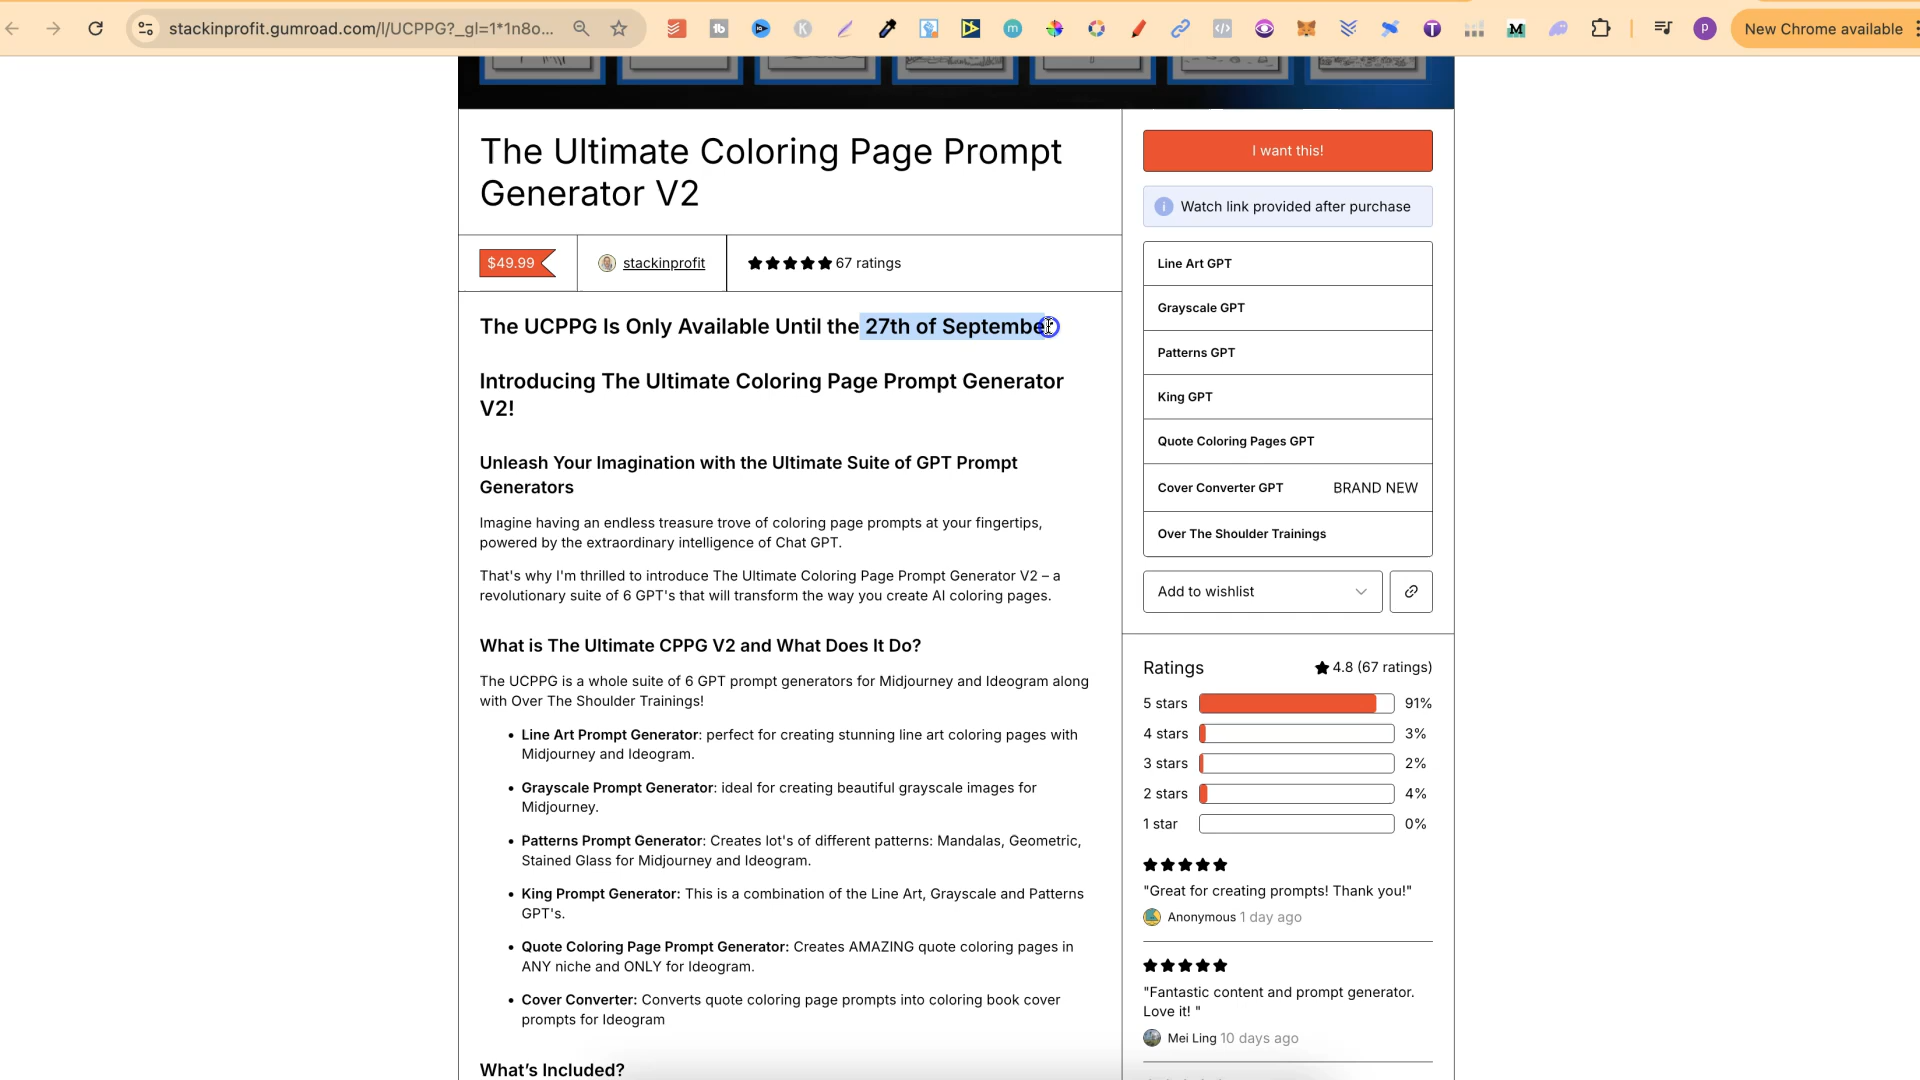 stackinprofit.gumroad.com/l/UCPPG?_gl=1*1n8o...
New Chrome available
The Ultimate Coloring Page Prompt
Generator V2
$49.99
stackinprofit
67 ratings
The UCPPG Is Only Available Until the 27th of September
Introducing The Ultimate Coloring Page Prompt Generator
V2!
Unleash Your Imagination with the Ultimate Suite of GPT Prompt
Generators
Imagine having an endless treasure trove of coloring page prompts at your fingertips,
powered by the extraordinary intelligence of Chat GPT.
That's why I'm thrilled to introduce The Ultimate Coloring Page Prompt Generator V2 – a
revolutionary suite of 6 GPT's that will transform the way you create AI coloring pages.
What is The Ultimate CPPG V2 and What Does It Do?
The UCPPG is a whole suite of 6 GPT prompt generators for Midjourney and Ideogram along
with Over The Shoulder Trainings!
• Line Art Prompt Generator: perfect for creating stunning line art coloring pages with
Midjourney and Ideogram.
• Grayscale Prompt Generator: ideal for creating beautiful grayscale images for
Midjourney.
• Patterns Prompt Generator: Creates lot's of different patterns: Mandalas, Geometric,
Stained Glass for Midjourney and Ideogram.
• King Prompt Generator: This is a combination of the Line Art, Grayscale and Patterns
GPT's.
• Quote Coloring Page Prompt Generator: Creates AMAZING quote coloring pages in
ANY niche and ONLY for Ideogram.
• Cover Converter: Converts quote coloring page prompts into coloring book cover
prompts for Ideogram
What's Included?
I want this!
Watch link provided after purchase
Line Art GPT
Grayscale GPT
Patterns GPT
King GPT
Quote Coloring Pages GPT
Cover Converter GPT BRAND NEW
Over The Shoulder Trainings
Add to wishlist
Ratings 4.8 (67 ratings)
5 stars 91%
4 stars 3%
3 stars 2%
2 stars 4%
1 star 0%
"Great for creating prompts! Thank you!"
Anonymous 1 day ago
"Fantastic content and prompt generator.
Love it! "
Mei Ling 10 days ago